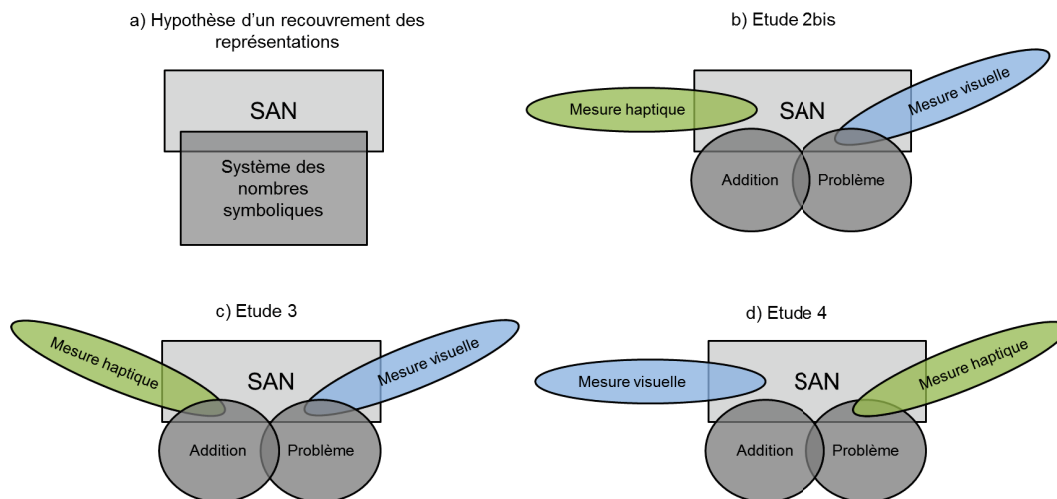 a) Hypothèse d'un recouvrement des
représentations
SAN
Système des
nombres
symboliques
b) Etude 2bis
Mesure haptique
SAN
Mesure visuelle
Addition
Problème
c) Etude 3
Mesure haptique
SAN
Mesure visuelle
Addition
Problème
d) Etude 4
Mesure visuelle
SAN
Mesure haptique
Addition
Problème